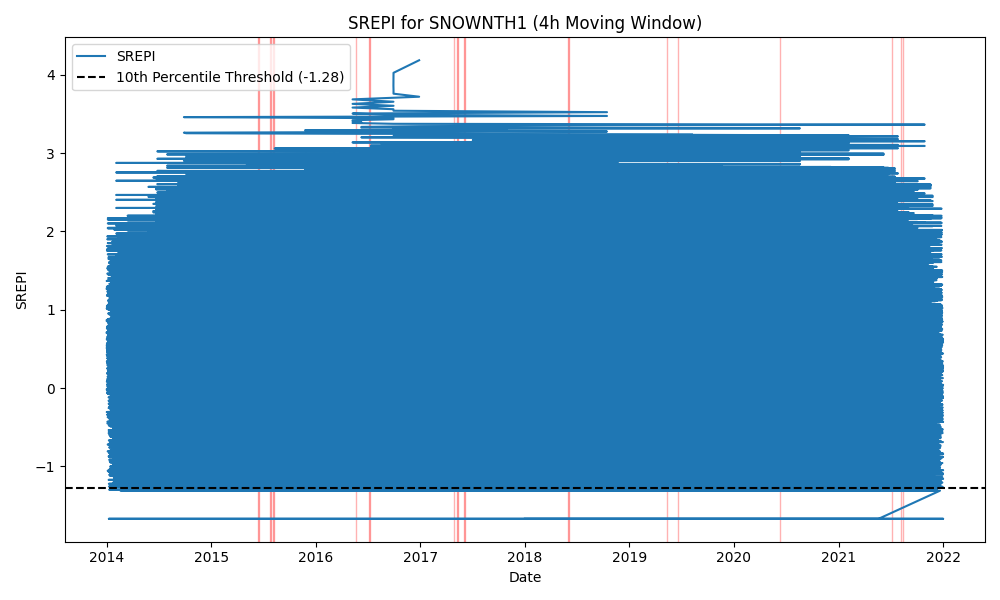 SREPI for SNOWNTH1 (4h Moving Window)
SREPI
10th Percentile Threshold (-1.28)
SREPI
4
3
2
1
0
−1
2014 2015 2016 2017 2018 2019 2020 2021 2022
Date